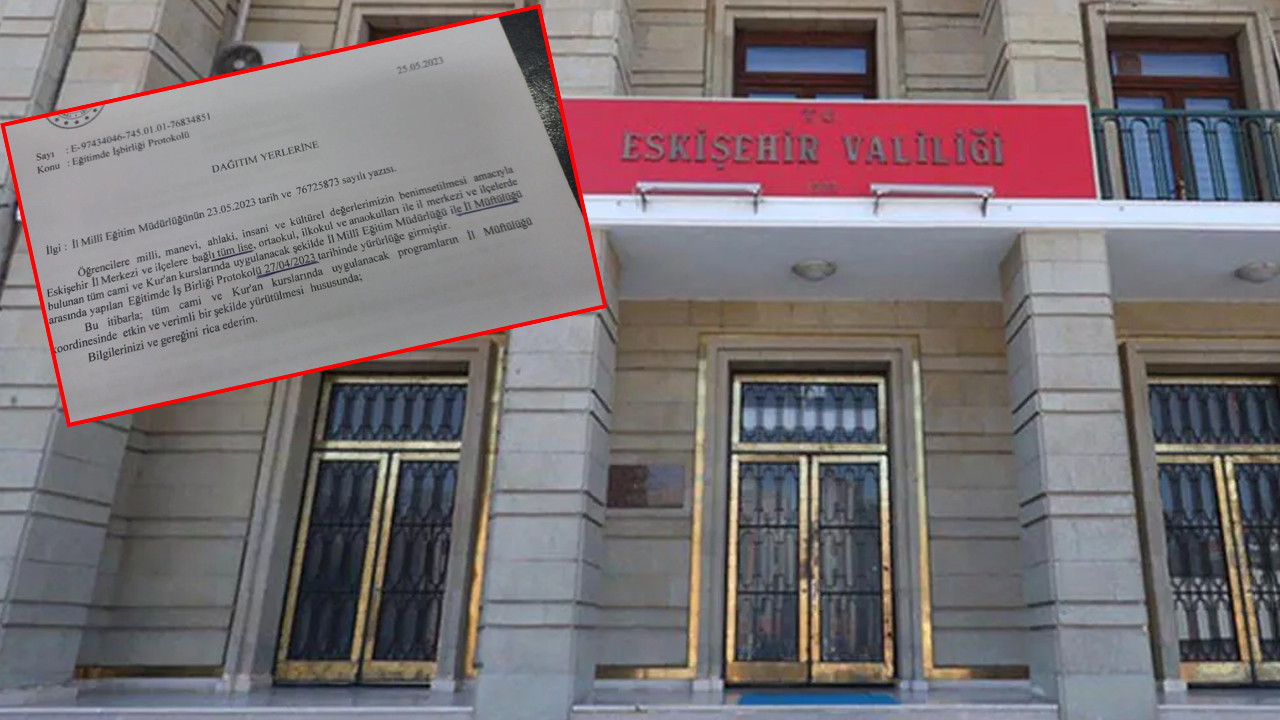 25.05.2023
Sayı : E-97434046-745.01.01-76834851
Konu : Eğitimde İşbirliği Protokolü
DAĞITIM YERLERİNE
İlgi : İl Millî Eğitim Müdürlüğünün 23.05.2023 tarih ve 76725873 sayılı yazısı.
Öğrencilere milli, manevi, ahlaki, insani ve kültürel değerlerimizin benimsetilmesi amacıyla
Eskişehir İl Merkezi ve ilçelere bağlı tüm lise, ortaokul, ilkokul ve anaokulları ile il merkezi ve ilçelerde
bulunan tüm cami ve Kur'an kurslarında uygulanacak şekilde İl Millî Eğitim Müdürlüğü ile İl Müftülüğü
arasında yapılan Eğitimde İş Birliği Protokolü 27/04/2023 tarihinde yürürlüğe girmiştir.
Bu itibarla; tüm cami ve Kur'an kurslarında uygulanacak programların İl Müftülüğü
koordinesinde etkin ve verimli bir şekilde yürütülmesi hususunda;
Bilgilerinizi ve gereğini rica ederim.
T.C.
ESKİŞEHİR VALİLİĞİ